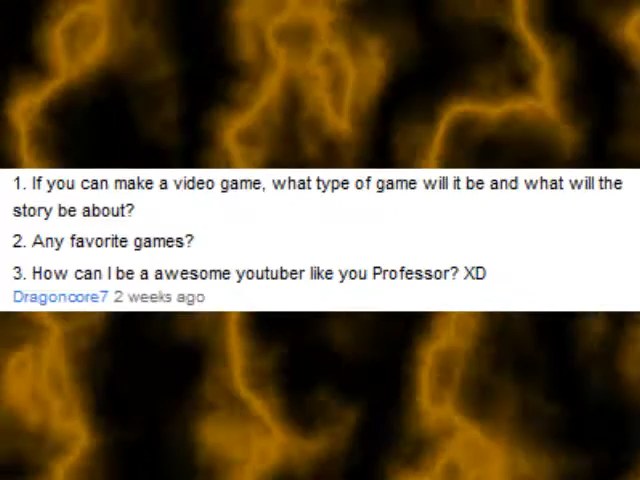 1. If you can make a video game, what type of game will it be and what will the
story be about?
2. Any favorite games?
3. How can I be a awesome youtuber like you Professor? XD
Dragoncore7 2 weeks ago